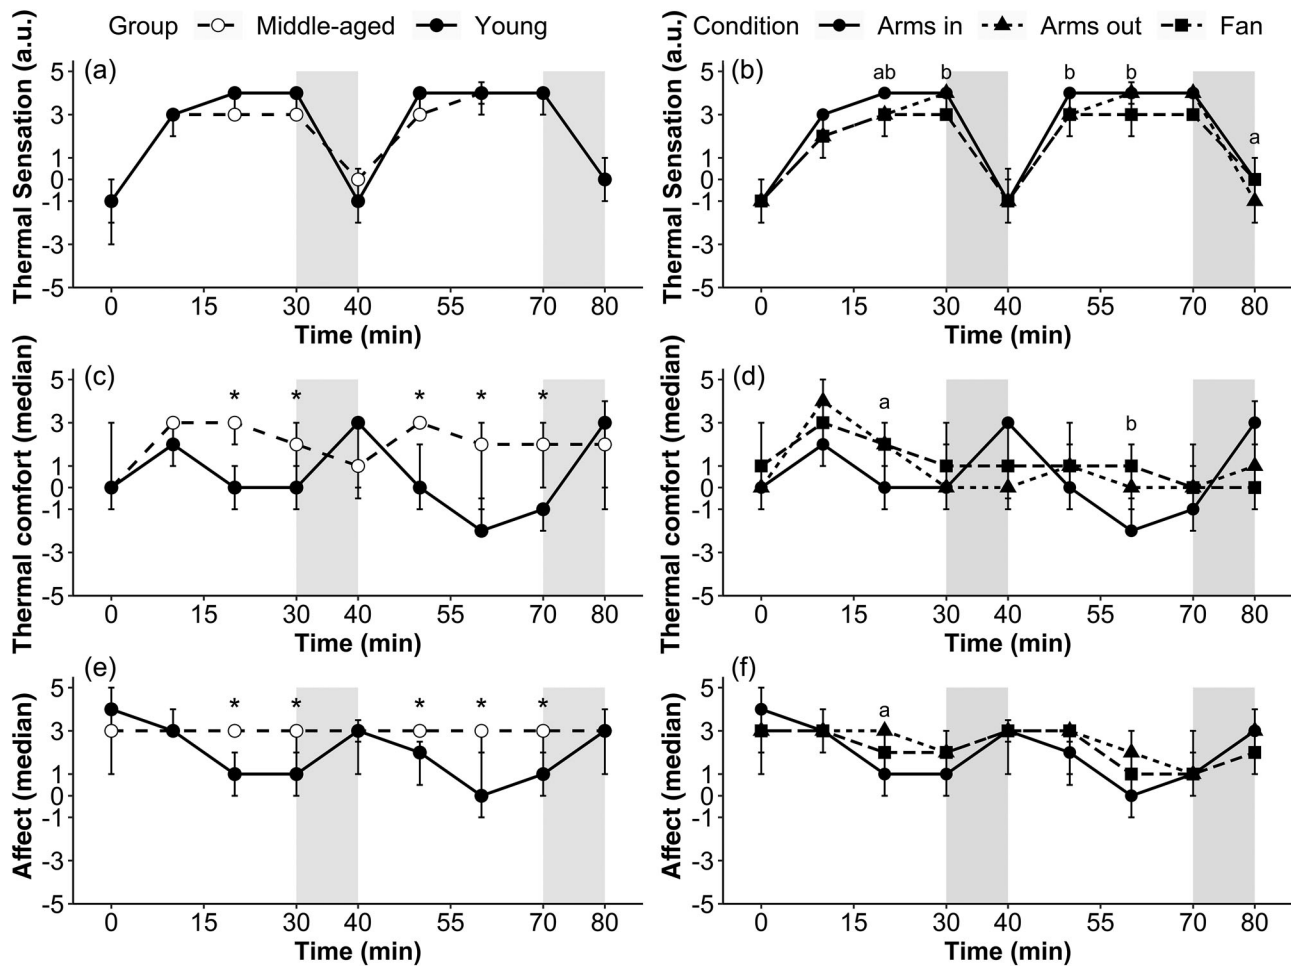 Group Middle-aged Young
Condition Arms in Arms out Fan
(a)
Thermal Sensation (a.u.)
5
3
1
0
-1
-3
-5
0 15 30 40 55 70 80
Time (min)
(b)
ab b b b a
Thermal Sensation (a.u.)
5
3
1
0
-1
-3
-5
0 15 30 40 55 70 80
Time (min)
(c)
* * * * *
Thermal comfort (median)
5
3
1
0
-1
-3
-5
0 15 30 40 55 70 80
Time (min)
(d)
a b
Thermal comfort (median)
5
3
1
0
-1
-3
-5
0 15 30 40 55 70 80
Time (min)
(e)
* * * * *
Affect (median)
5
3
1
0
-1
-3
-5
0 15 30 40 55 70 80
Time (min)
(f)
a
Affect (median)
5
3
1
0
-1
-3
-5
0 15 30 40 55 70 80
Time (min)